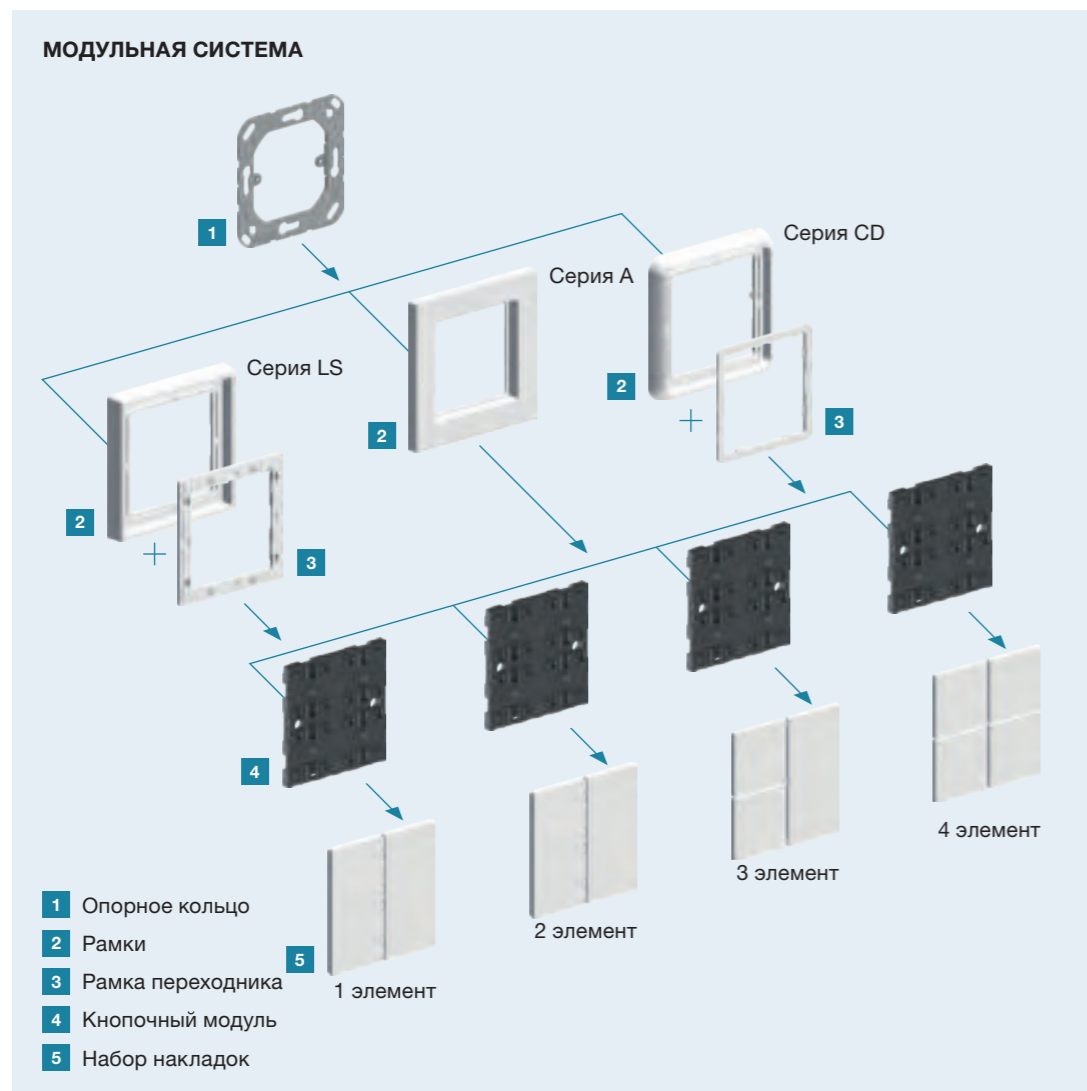 МОДУЛЬНАЯ СИСТЕМА
1
Серия CD
Серия A
Серия LS
2
2
+
3
2
+
3
4
4 элемент
3 элемент
2 элемент
5
1 элемент
1 Опорное кольцо
2 Рамки
3 Рамка переходника
4 Кнопочный модуль
5 Набор накладок